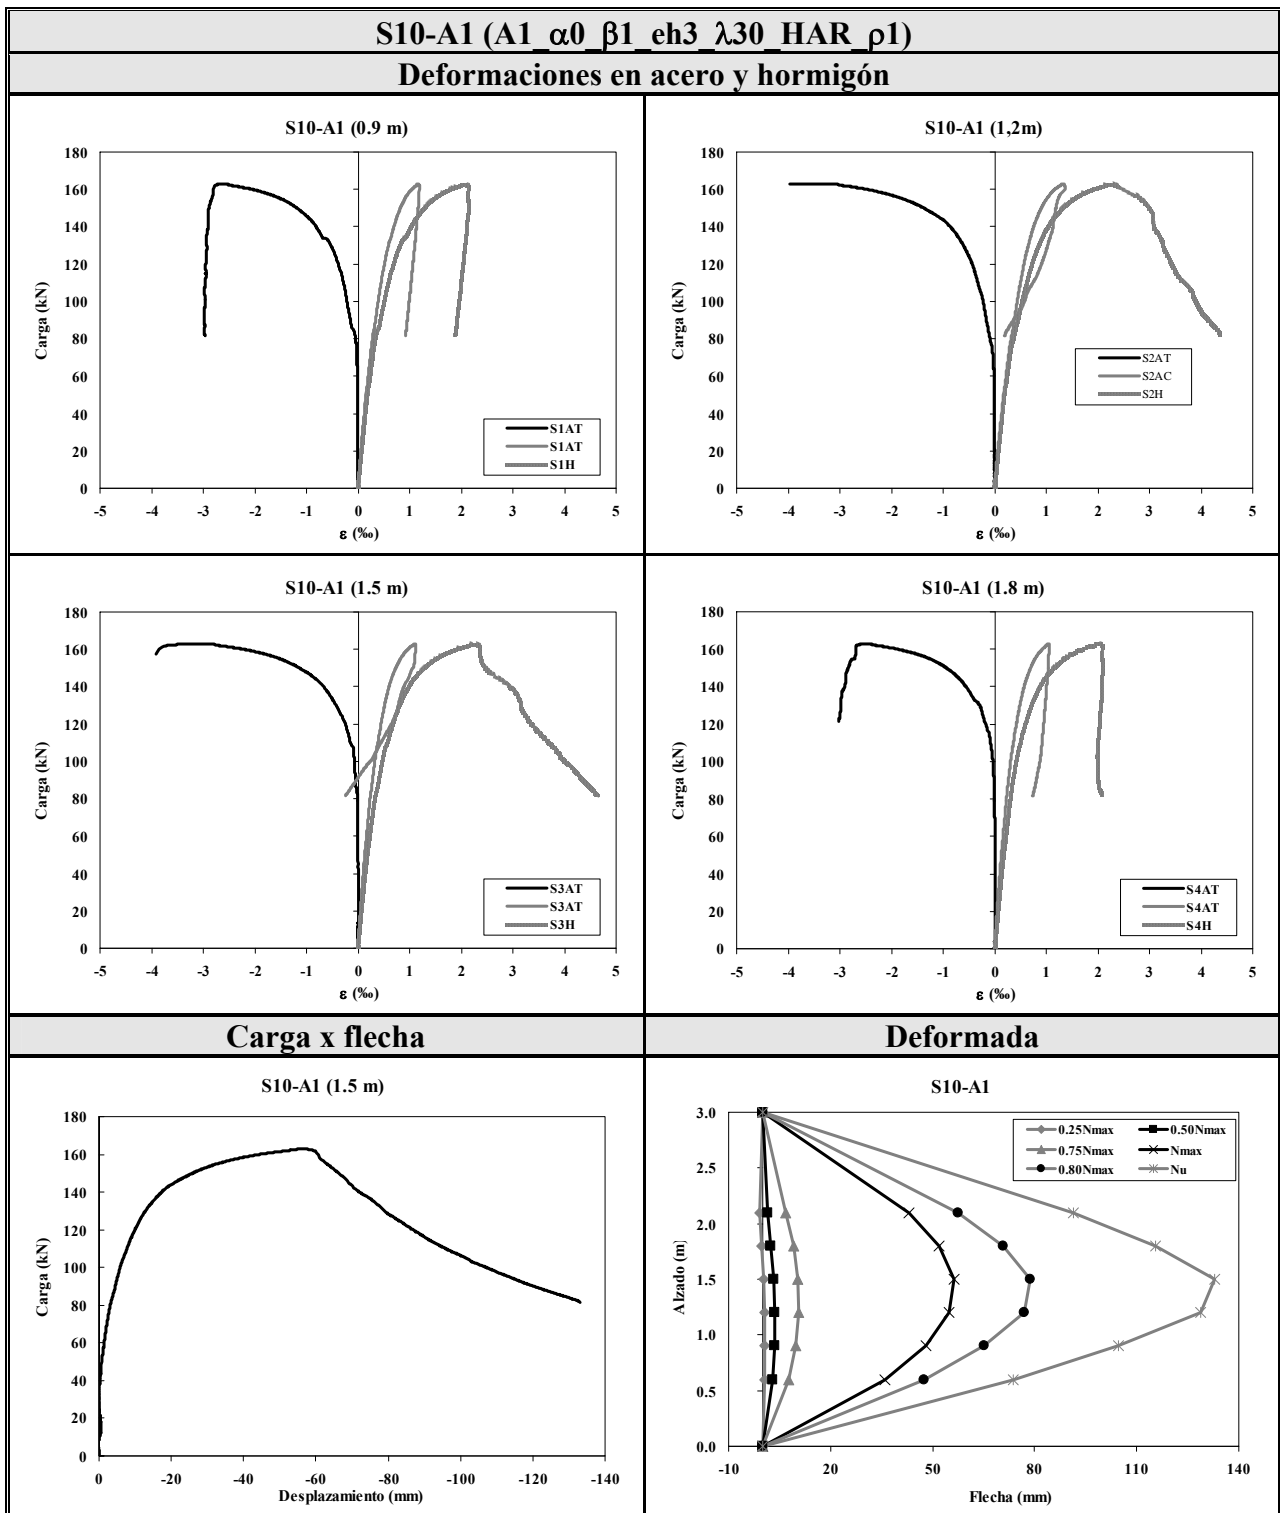 S10-A1 (A1_α0_β1_eh3_λ30_HAR_ρ1)
Deformaciones en acero y hormigón
S10-A1 (0.9 m)
180
160
140
120
100
80
60
40
20
0
Carga (kN)
-5 -4 -3 -2 -1 0 1 2 3 4 5
ε (‰)
S1AT
S1AT
S1H
S10-A1 (1,2m)
180
160
140
120
100
80
60
40
20
0
Carga (kN)
-5 -4 -3 -2 -1 0 1 2 3 4 5
ε (‰)
S2AT
S2AC
S2H
S10-A1 (1.5 m)
180
160
140
120
100
80
60
40
20
0
Carga (kN)
-5 -4 -3 -2 -1 0 1 2 3 4 5
ε (‰)
S3AT
S3AT
S3H
S10-A1 (1.8 m)
180
160
140
120
100
80
60
40
20
0
Carga (kN)
-5 -4 -3 -2 -1 0 1 2 3 4 5
ε (‰)
S4AT
S4AT
S4H
Carga x flecha
S10-A1 (1.5 m)
180
160
140
120
100
80
60
40
20
0
Carga (kN)
0 -20 -40 -60 -80 -100 -120 -140
Desplazamiento (mm)
Deformada
S10-A1
3.0
2.5
2.0
1.5
1.0
0.5
0.0
Alzado (m)
-10 20 50 80 110 140
Flecha (mm)
0.25Nmax 0.50Nmax
0.75Nmax Nmax
0.80Nmax Nu